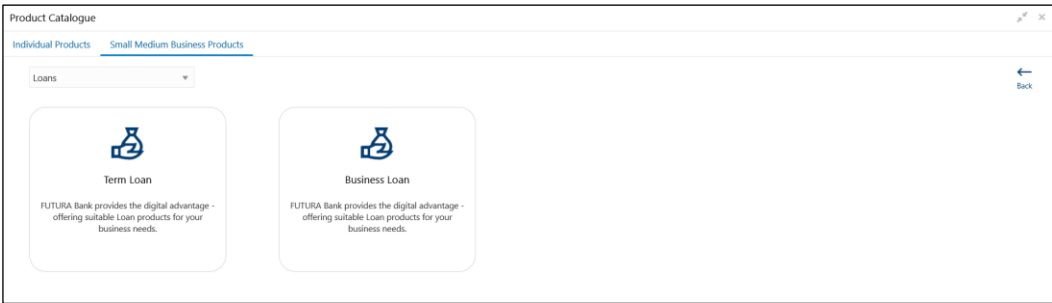 Product Catalogue
Individual Products
Small Medium Business Products
Loans
Back
Term Loan
FUTURA Bank provides the digital advantage -
offering suitable Loan products for your
business needs.
Business Loan
FUTURA Bank provides the digital advantage -
offering suitable Loan products for your
business needs.